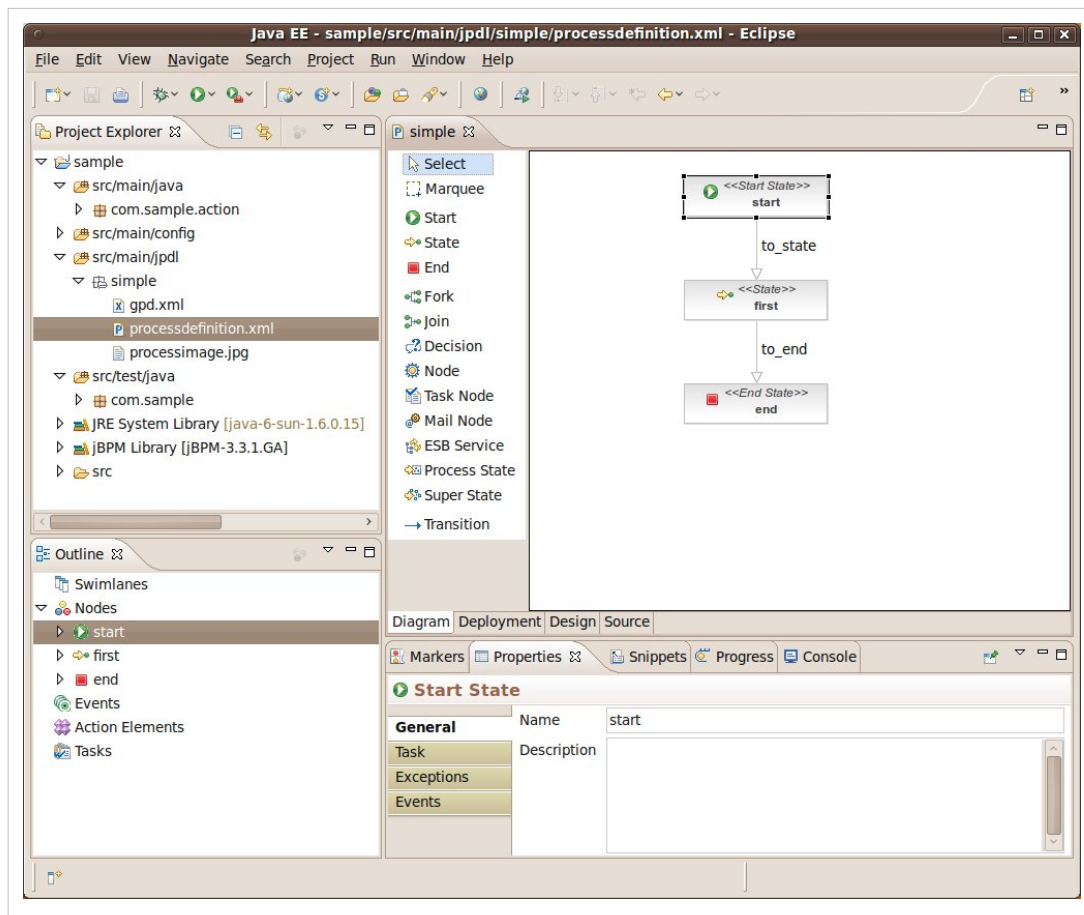 Java EE - sample/src/main/jpdl/simple/processdefinition.xml - Eclipse
File Edit View Navigate Search Project Run Window Help
Project Explorer
sample
src/main/java
com.sample.action
src/main/config
src/main/jpdl
simple
gpd.xml
processdefinition.xml
processimage.jpg
src/test/java
com.sample
JRE System Library [java-6-sun-1.6.0.15]
jBPM Library [jBPM-3.3.1.GA]
src
Outline
Swimlanes
Nodes
start
first
end
Events
Action Elements
Tasks
simple
Select
Marquee
Start
State
End
Fork
Join
Decision
Node
Task Node
Mail Node
ESB Service
Process State
Super State
Transition
<<Start State>>
start
to_state
<<State>>
first
to_end
<<End State>>
end
Diagram Deployment Design Source
Markers Properties Snippets Progress Console
Start State
General
Task
Exceptions
Events
Name start
Description